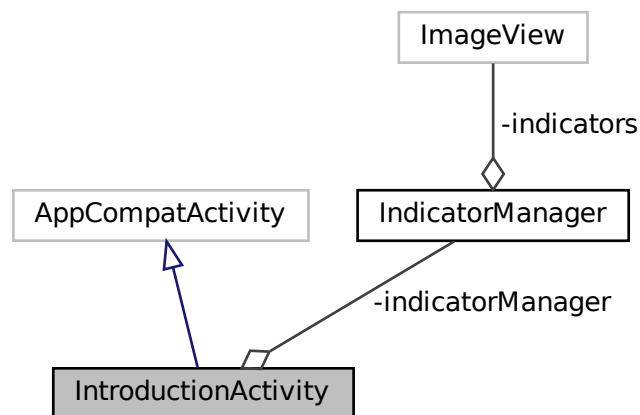 ImageView
-indicators
AppCompatActivity
IndicatorManager
-indicatorManager
IntroductionActivity